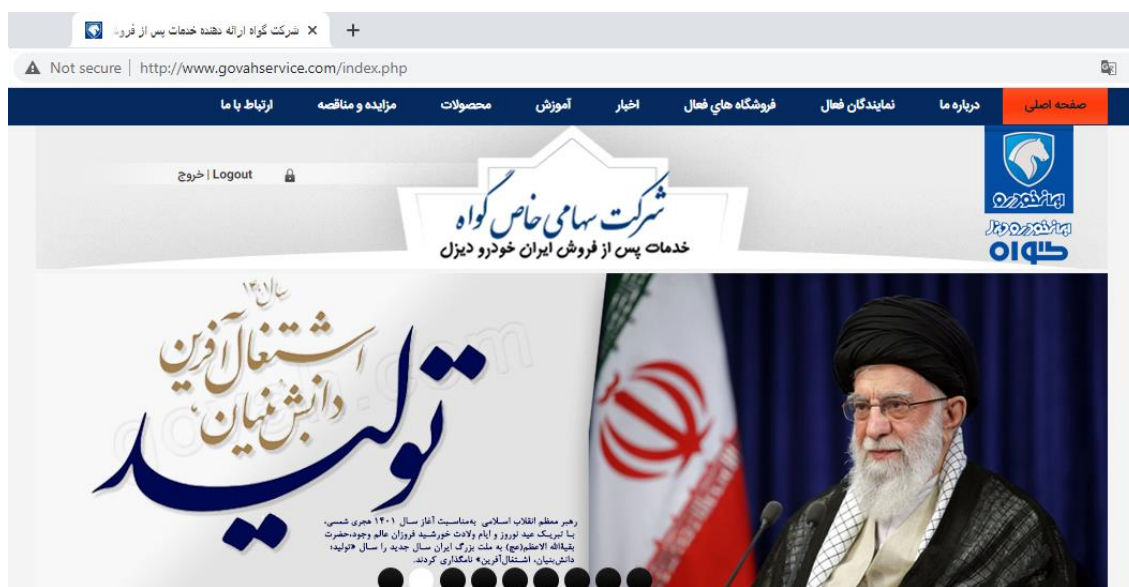 شرکت گواه ارائه دهنده خدمات پس از فروش
Not secure | http://www.govahservice.com/index.php
صفحه اصلی درباره ما نمایندگان فعال فروشگاه هاي فعال اخبار آموزش محصولات مزایده و مناقصه ارتباط با ما
Logout | خروج
شرکت سهامی خاص گواه
خدمات پس از فروش ایران خودرو دیزل
ایران خودرو
ایران خودرو دیزل
گواه
سال ۱۴۰۱
تولید
دانش بنیان،
اشتغال آفرین
رهبر معظم انقلاب اسلامی به‌مناسبت آغاز سال ۱۴۰۱ هجری شمسی،
با تبریک عید نوروز و ایام ولادت خورشید فروزان عالم وجود،حضرت
بقیةالله الاعظم(عج) به ملت بزرگ ایران سال جدید را سال «تولید؛
دانش‌بنیان، اشتغال‌آفرین» نامگذاری کردند.